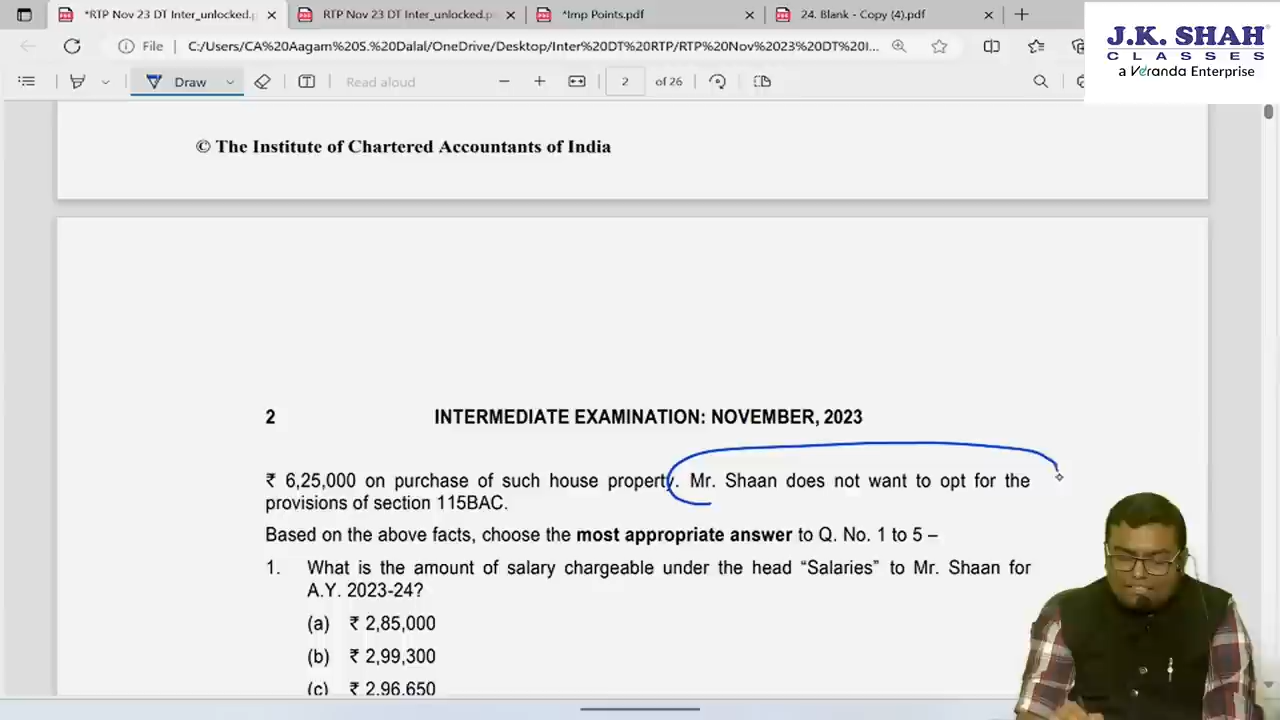 *RTP Nov 23 DT Inter_unlocked.p
RTP Nov 23 DT Inter_unlocked.p
*Imp Points.pdf
24. Blank - Copy (4).pdf
J.K. SHAH
CLASSES
a Veranda Enterprise
File
C:/Users/CA%20Aagam%20S.%20Dalal/OneDrive/Desktop/Inter%20DT%20RTP/RTP%20Nov%2023%20DT%20I...
Draw
Read aloud
2
of 26
© The Institute of Chartered Accountants of India
2 INTERMEDIATE EXAMINATION: NOVEMBER, 2023
₹ 6,25,000 on purchase of such house property. Mr. Shaan does not want to opt for the
provisions of section 115BAC.
Based on the above facts, choose the most appropriate answer to Q. No. 1 to 5 –
1. What is the amount of salary chargeable under the head “Salaries” to Mr. Shaan for
A.Y. 2023-24?
(a) ₹ 2,85,000
(b) ₹ 2,99,300
(c) ₹ 2,96,650